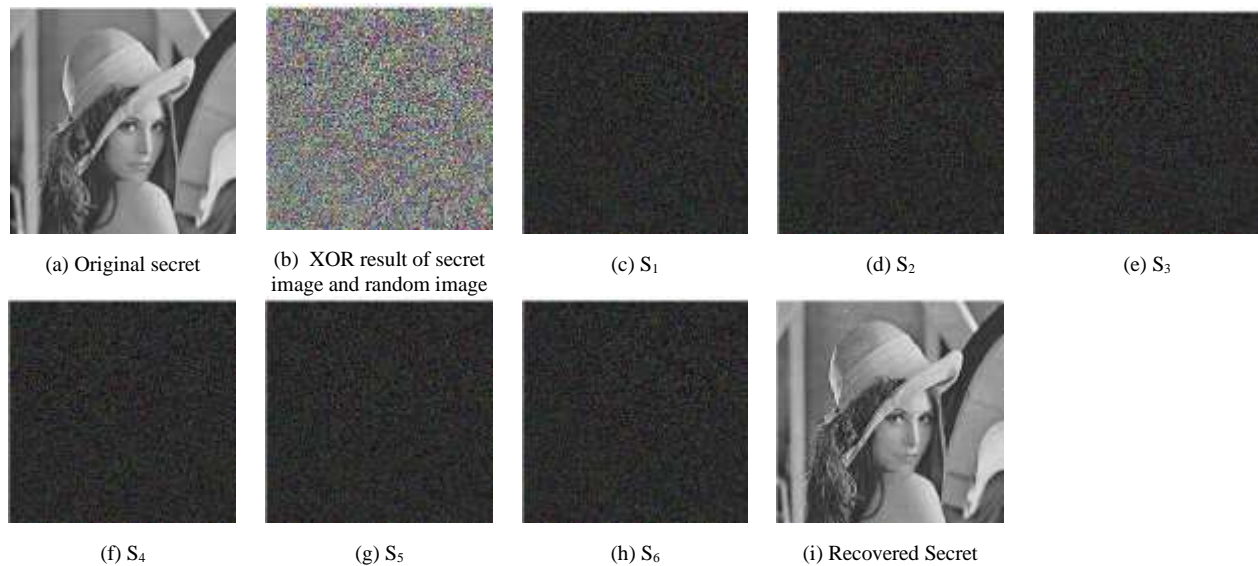 (a) Original secret
(b) XOR result of secret
image and random image
(c) S₁
(d) S₂
(e) S₃
(f) S₄
(g) S₅
(h) S₆
(i) Recovered Secret